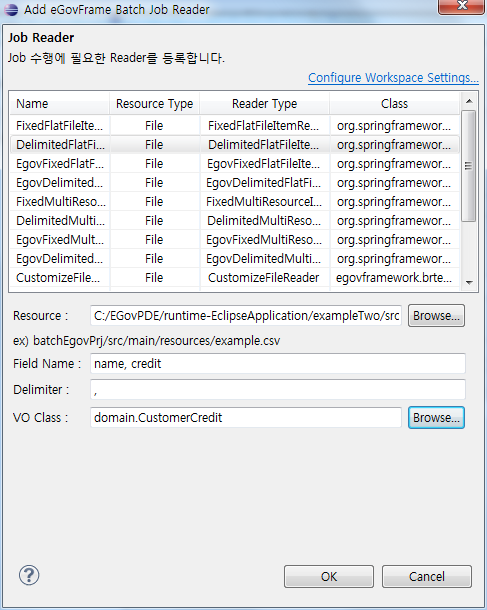 Add eGovFrame Batch Job Reader
Job Reader
Job 수행에 필요한 Reader를 등록합니다.
Configure Workspace Settings...
Name Resource Type Reader Type Class
FixedFlatFileIte... File FixedFlatFileItemRe... org.springframewor...
DelimitedFlatFi... File DelimitedFlatFileIte... org.springframewor...
EgovFixedFlatF... File EgovFixedFlatFileIte... org.springframewor...
EgovDelimited... File EgovDelimitedFlatFi... org.springframewor...
FixedMultiReso... File FixedMultiResourceI... org.springframewor...
DelimitedMulti... File DelimitedMultiReso... org.springframewor...
EgovFixedMult... File EgovFixedMultiReso... org.springframewor...
EgovDelimited... File EgovDelimitedMulti... org.springframewor...
CustomizeFile... File CustomizeFileReader egovframework.brte...
Resource : C:/EGovPDE/runtime-EclipseApplication/exampleTwo/src Browse...
ex) batchEgovPrj/src/main/resources/example.csv
Field Name : name, credit
Delimiter : ,
VO Class : domain.CustomerCredit Browse...
? OK Cancel